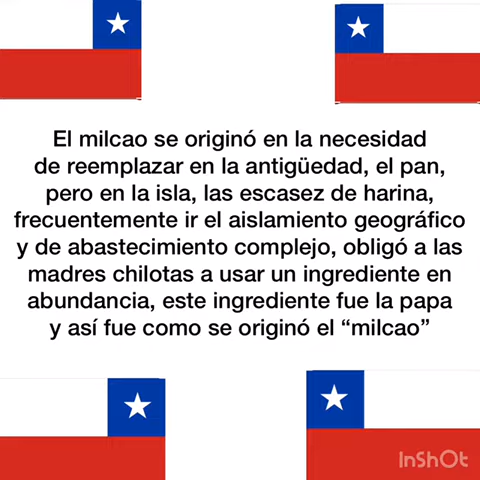 El milcao se originó en la necesidad
de reemplazar en la antigüedad, el pan,
pero en la isla, las escasez de harina,
frecuentemente ir el aislamiento geográfico
y de abastecimiento complejo, obligó a las
madres chilotas a usar un ingrediente en
abundancia, este ingrediente fue la papa
y así fue como se originó el “milcao”
InShOt